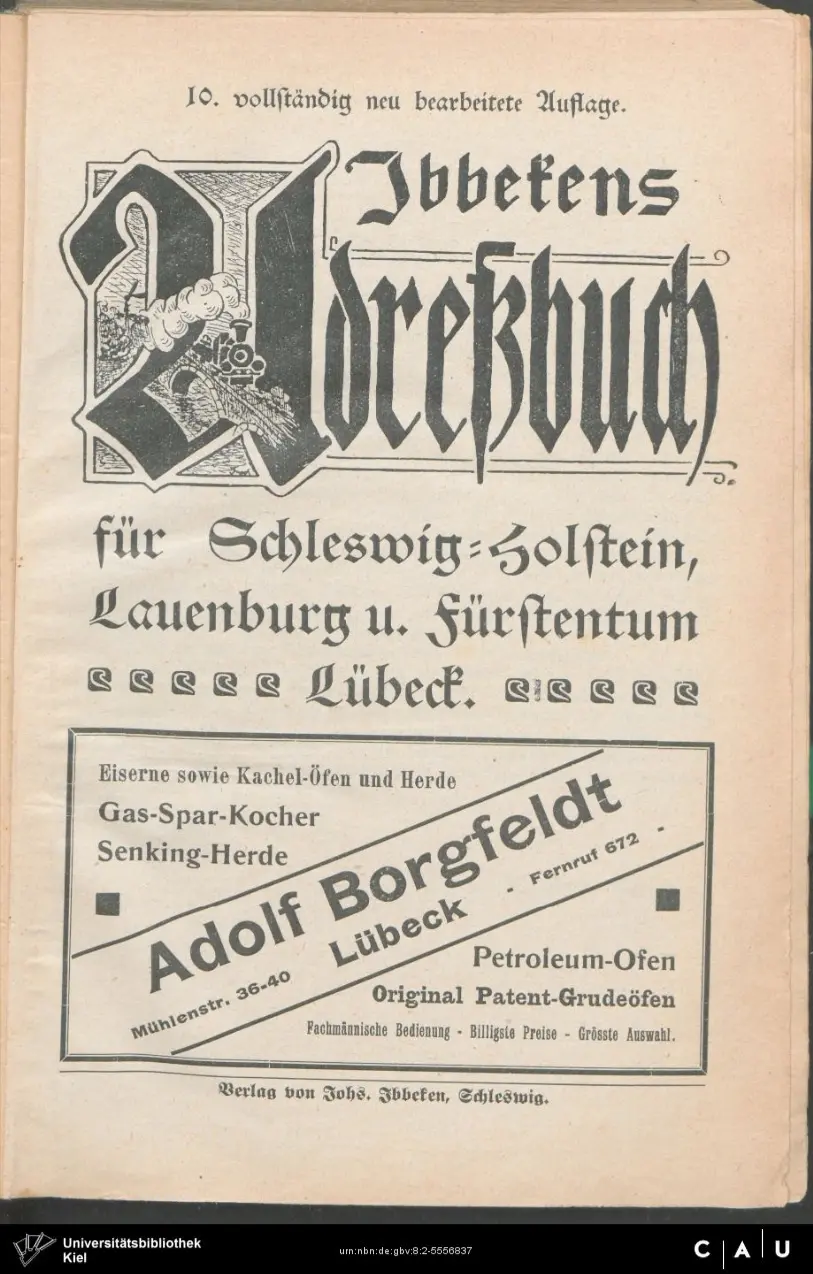 10. vollständig neu bearbeitete Auflage.
Ibbekens
Adreßbuch
für Schleswig-Holstein,
Lauenburg u. Fürstentum
Lübeck.
Eiserne sowie Kachel-Öfen und Herde
Gas-Spar-Kocher
Senking-Herde
Adolf Borgfeldt
Mühlenstr. 36-40 Lübeck - Fernruf 672 -
Petroleum-Ofen
Original Patent-Grudeöfen
Fachmännische Bedienung - Billigste Preise - Grösste Auswahl.
Verlag von Johs. Ibbeken, Schleswig.
Universitätsbibliothek
Kiel
urn:nbn:de:gbv:8:2-5556837
C A U